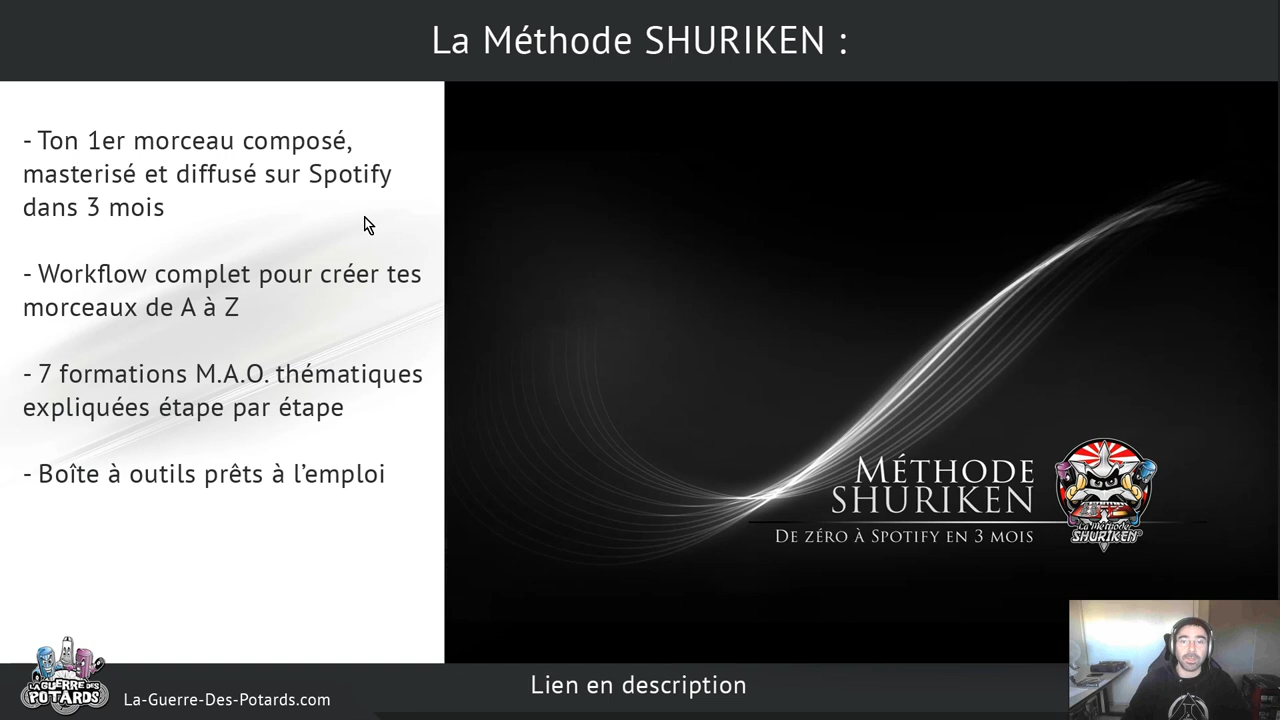 La Méthode SHURIKEN :
- Ton 1er morceau composé,
masterisé et diffusé sur Spotify
dans 3 mois
- Workflow complet pour créer tes
morceaux de A à Z
- 7 formations M.A.O. thématiques
expliquées étape par étape
- Boîte à outils prêts à l’emploi
MÉTHODE
SHURIKEN
DE ZÉRO À SPOTIFY EN 3 MOIS
La Méthode
SHURIKEN
LA GUERRE DES
POTARDS
La-Guerre-Des-Potards.com
Lien en description